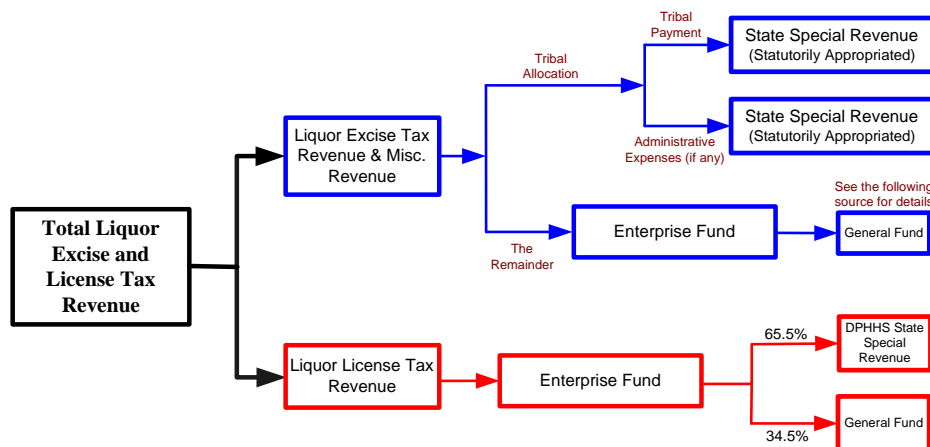 Total Liquor
Excise and
License Tax
Revenue
Liquor Excise Tax
Revenue & Misc.
Revenue
Tribal
Allocation
Tribal
Payment
State Special Revenue
(Statutorily Appropriated)
Administrative
Expenses (if any)
State Special Revenue
(Statutorily Appropriated)
The
Remainder
Enterprise Fund
See the following
source for details
General Fund
Liquor License Tax
Revenue
Enterprise Fund
65.5%
DPHHS State
Special
Revenue
34.5%
General Fund